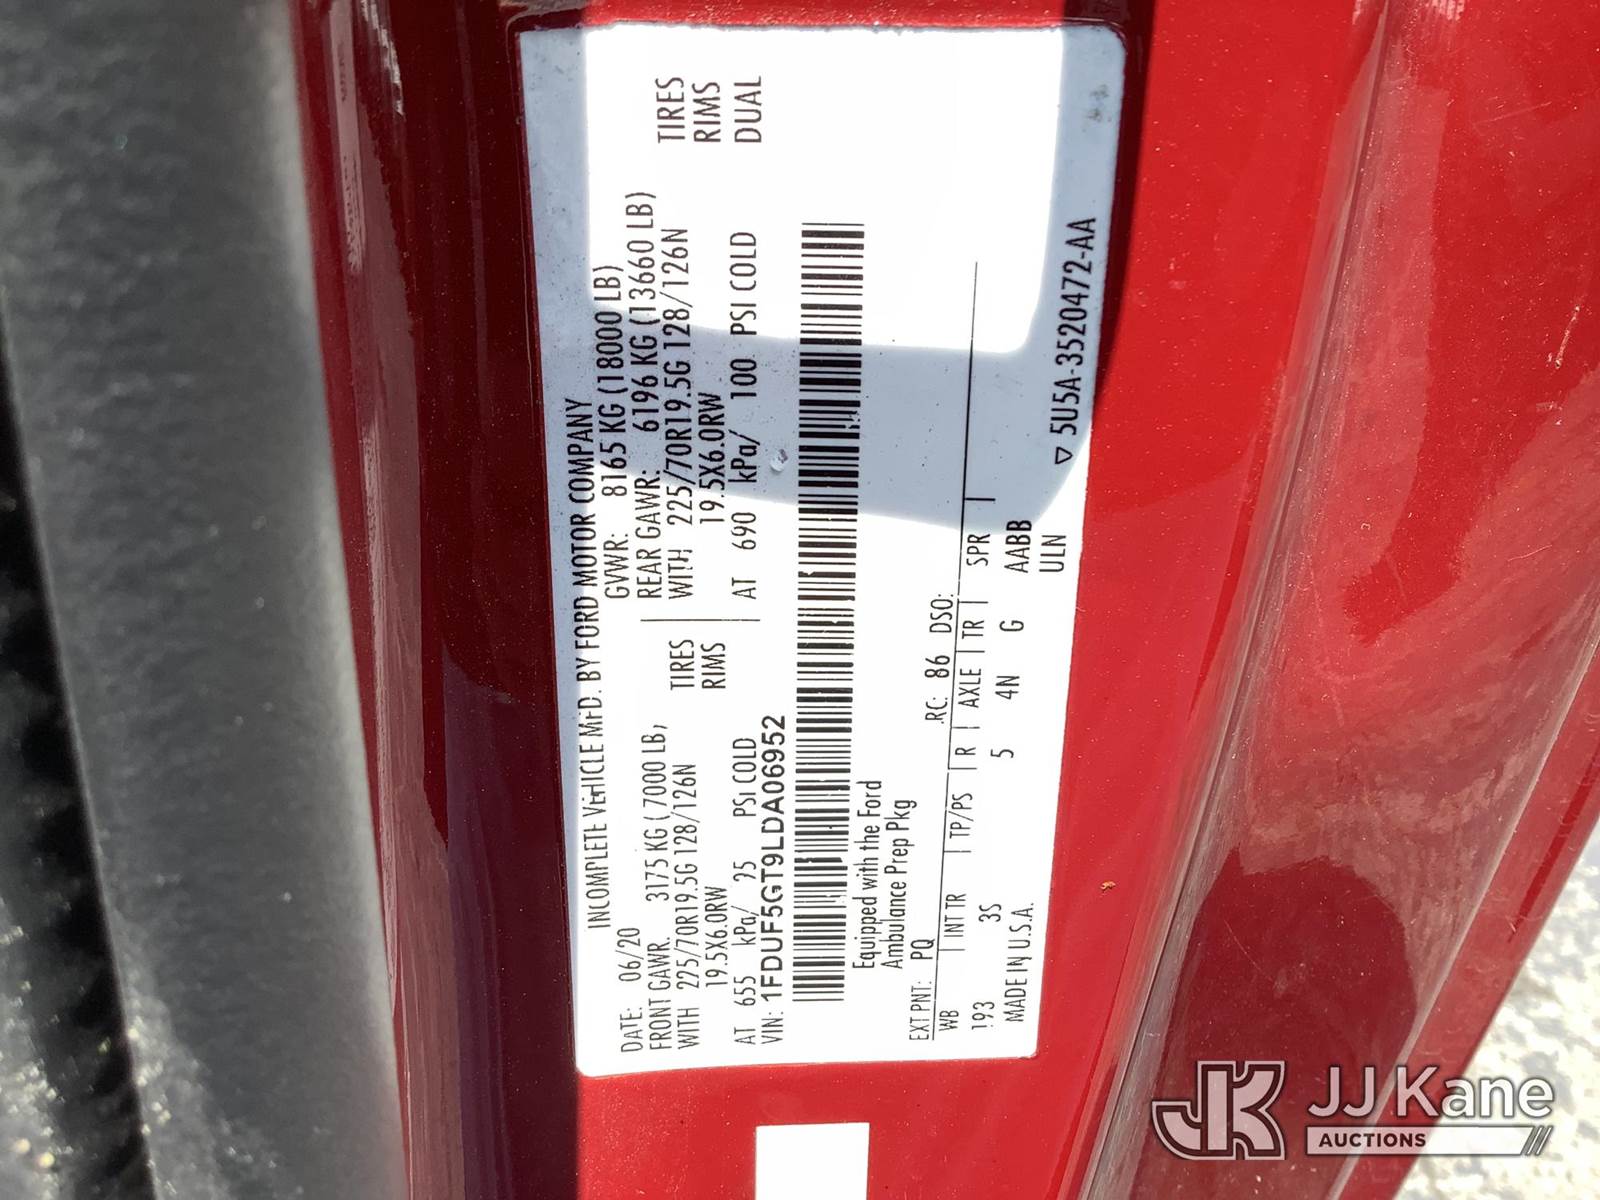 INCOMPLETE VEHICLE MFD. BY FORD MOTOR COMPANY
DATE: 06/20 GVWR: 8165 KG (18000 LB)
FRONT GAWR: 3175 KG (7000 LB) REAR GAWR: 6196 KG (13660 LB)
WITH 225/70R19.5G 128/126N TIRES WITH 225/70R19.5G 128/126N TIRES
19.5X6.0RW RIMS 19.5X6.0RW RIMS
AT 655 kPa/ 95 PSI COLD AT 690 kPa/ 100 PSI COLD DUAL
VIN: 1FDUF5GT9LDA06952
Equipped with the Ford
Ambulance Prep Pkg
EXT PNT: PQ RC: 86 DSO:
WB INT TR TP/PS R AXLE TR SPR
193 3S 5 4N G AABB
MADE IN U.S.A. ULN
▽ 5U5A-3520472-AA
JK JJ Kane
AUCTIONS